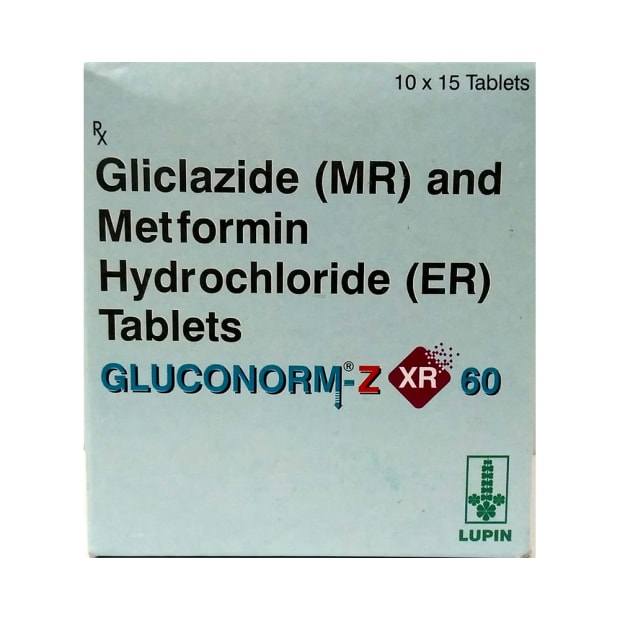 10 x 15 Tablets
Rx
Gliclazide (MR) and
Metformin
Hydrochloride (ER)
Tablets
GLUCONORM®-Z XR 60
LUPIN